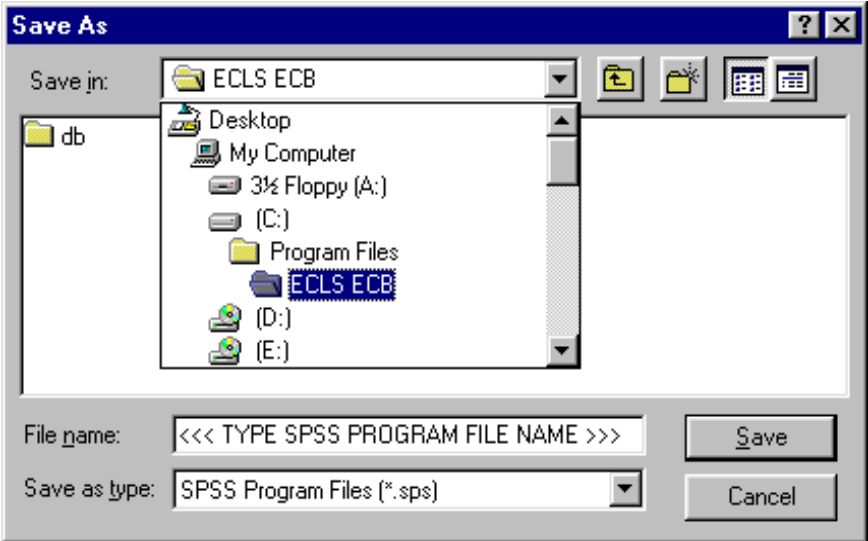 Save As
Save in: ECLS ECB
db
Desktop
My Computer
3½ Floppy (A:)
(C:)
Program Files
ECLS ECB
(D:)
(E:)
File name: <<< TYPE SPSS PROGRAM FILE NAME >>> Save
Save as type: SPSS Program Files (*.sps) Cancel